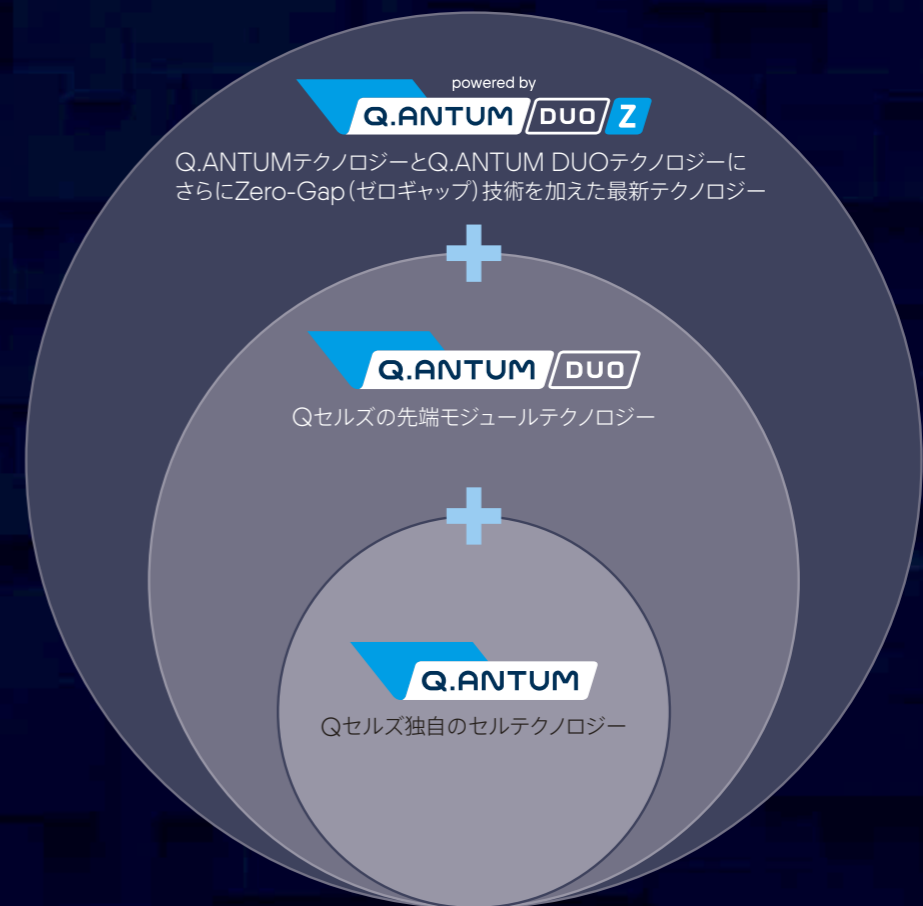 powered by
Q.ANTUM DUO Z
Q.ANTUMテクノロジーとQ.ANTUM DUOテクノロジーに
さらにZero-Gap(ゼロギャップ)技術を加えた最新テクノロジー
Q.ANTUM DUO
Qセルズの先端モジュールテクノロジー
Q.ANTUM
Qセルズ独自のセルテクノロジー